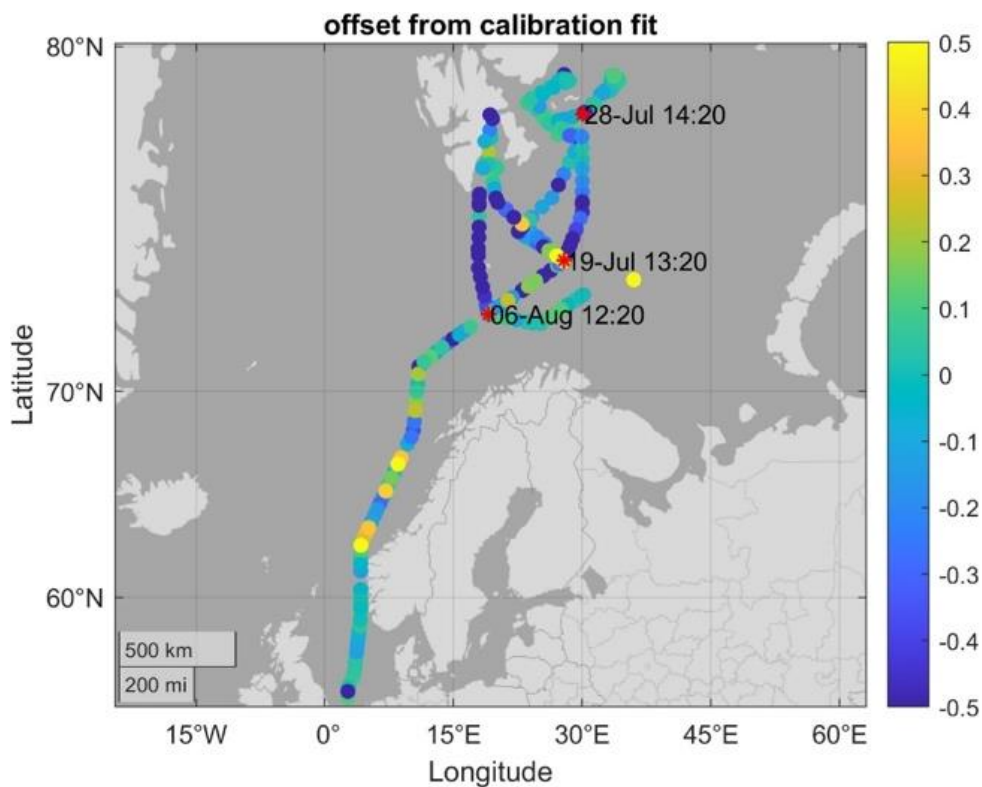 offset from calibration fit
80°N
70°N
60°N
Latitude
28-Jul 14:20
19-Jul 13:20
06-Aug 12:20
500 km
200 mi
15°W
0°
15°E
30°E
45°E
60°E
Longitude
0.5
0.4
0.3
0.2
0.1
0
-0.1
-0.2
-0.3
-0.4
-0.5